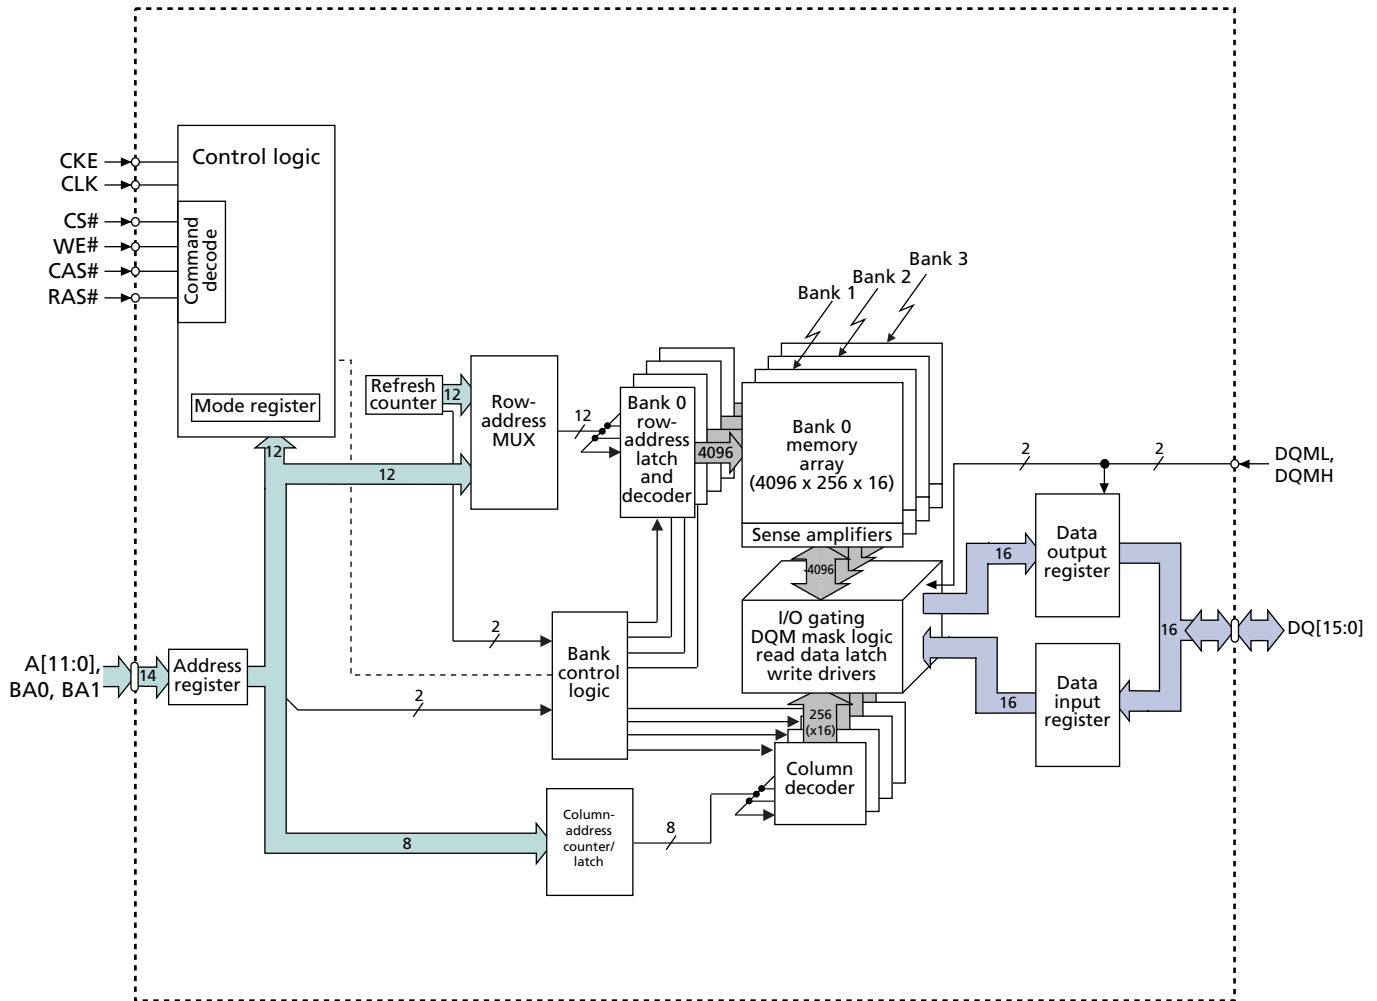 CKE
CLK
CS#
WE#
CAS#
RAS#
Control logic
Command
decode
Mode register
12
12
Refresh
counter
12
Row-
address
MUX
12
Bank 0
row-
address
latch
and
decoder
4096
Bank 1
Bank 2
Bank 3
Bank 0
memory
array
(4096 x 256 x 16)
Sense amplifiers
4096
I/O gating
DQM mask logic
read data latch
write drivers
2
2
DQML,
DQMH
16
Data
output
register
16
DQ[15:0]
16
Data
input
register
A[11:0],
BA0, BA1
14
Address
register
2
2
Bank
control
logic
256
(x16)
Column
decoder
8
Column-
address
counter/
latch
8